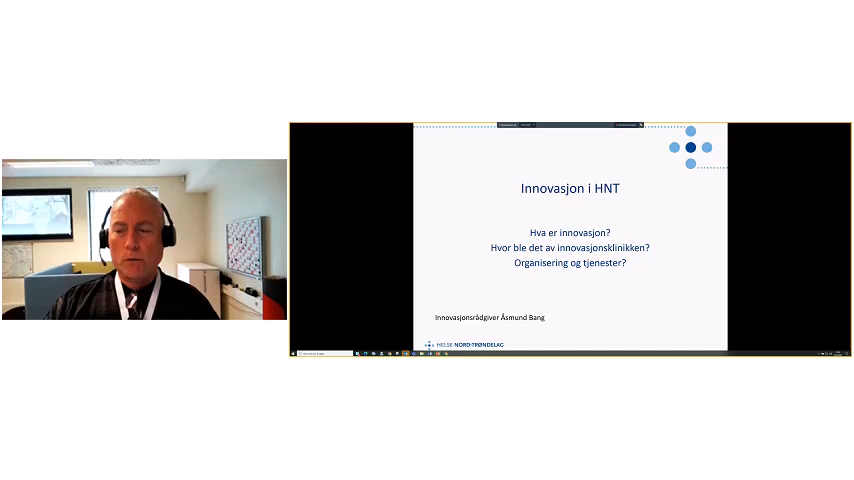 Innovasjon i HNT
Hva er innovasjon?
Hvor ble det av innovasjonsklinikken?
Organisering og tjenester?
Innovasjonsrådgiver Åsmund Bang
HELSE NORD-TRØNDELAG